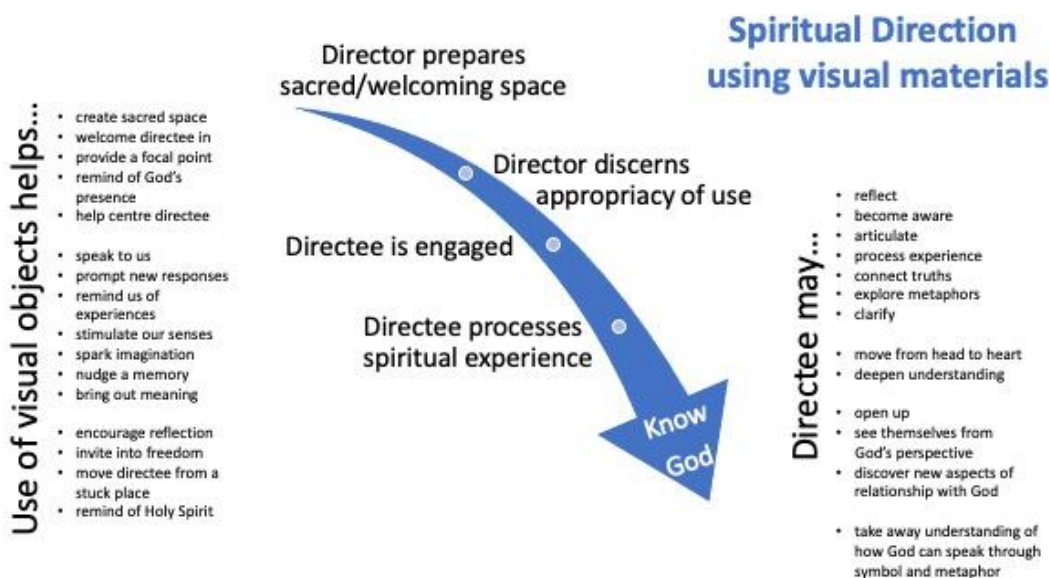 Spiritual Direction
using visual materials
Use of visual objects helps...
• create sacred space
• welcome directee in
• provide a focal point
• remind of God's
presence
• help centre directee
• speak to us
• prompt new responses
• remind us of
experiences
• stimulate our senses
• spark imagination
• nudge a memory
• bring out meaning
• encourage reflection
• invite into freedom
• move directee from a
stuck place
• remind of Holy Spirit
Director prepares
sacred/welcoming space
Director discerns
appropriacy of use
Directee is engaged
Directee processes
spiritual experience
Know
God
Directee may...
• reflect
• become aware
• articulate
• process experience
• connect truths
• explore metaphors
• clarify
• move from head to heart
• deepen understanding
• open up
• see themselves from
God's perspective
• discover new aspects of
relationship with God
• take away understanding of
how God can speak through
symbol and metaphor